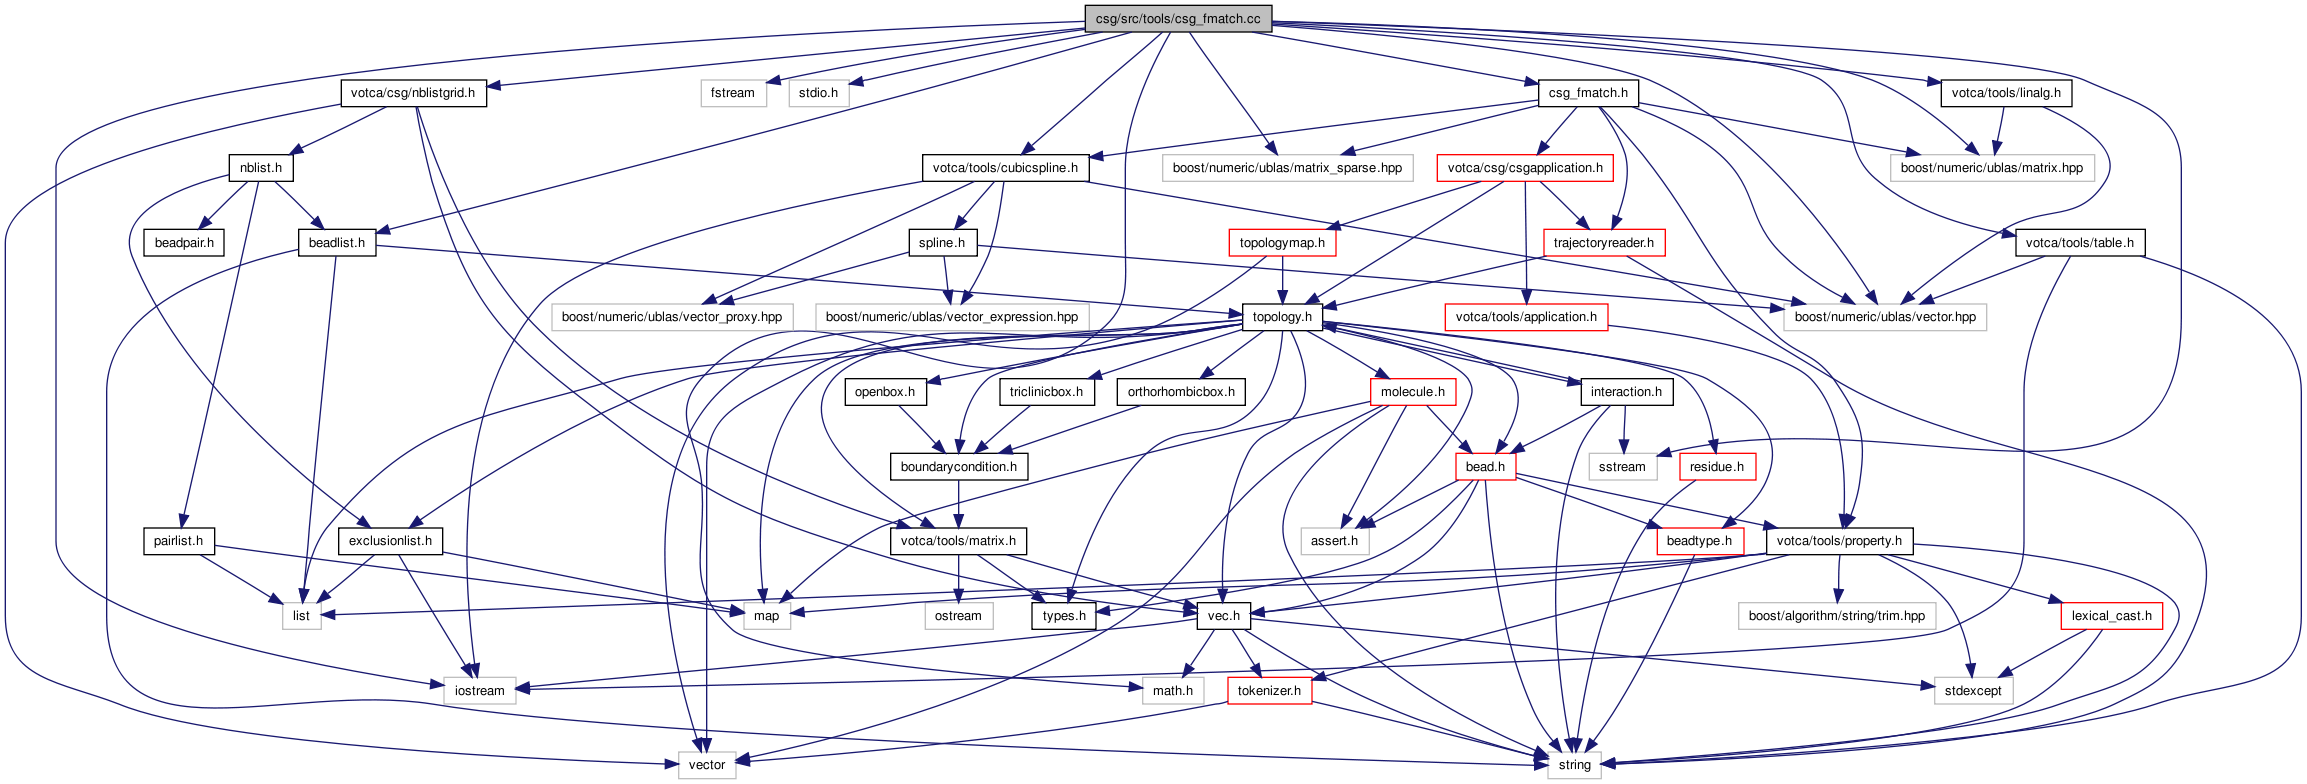 csg/src/tools/csg_fmatch.cc
votca/csg/nblistgrid.h
fstream
stdio.h
csg_fmatch.h
votca/tools/linalg.h
nblist.h
votca/tools/cubicspline.h
boost/numeric/ublas/matrix_sparse.hpp
votca/csg/csgapplication.h
boost/numeric/ublas/matrix.hpp
beadpair.h
beadlist.h
spline.h
topologymap.h
trajectoryreader.h
votca/tools/table.h
boost/numeric/ublas/vector_proxy.hpp
boost/numeric/ublas/vector_expression.hpp
topology.h
votca/tools/application.h
boost/numeric/ublas/vector.hpp
openbox.h
triclinicbox.h
orthorhombicbox.h
molecule.h
interaction.h
boundarycondition.h
bead.h
sstream
residue.h
pairlist.h
exclusionlist.h
votca/tools/matrix.h
assert.h
beadtype.h
votca/tools/property.h
list
map
ostream
types.h
vec.h
boost/algorithm/string/trim.hpp
lexical_cast.h
iostream
math.h
tokenizer.h
stdexcept
vector
string